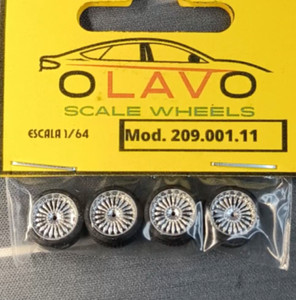 OLAVO
SCALE WHEELS
ESCALA 1/64
Mod. 209.001.11